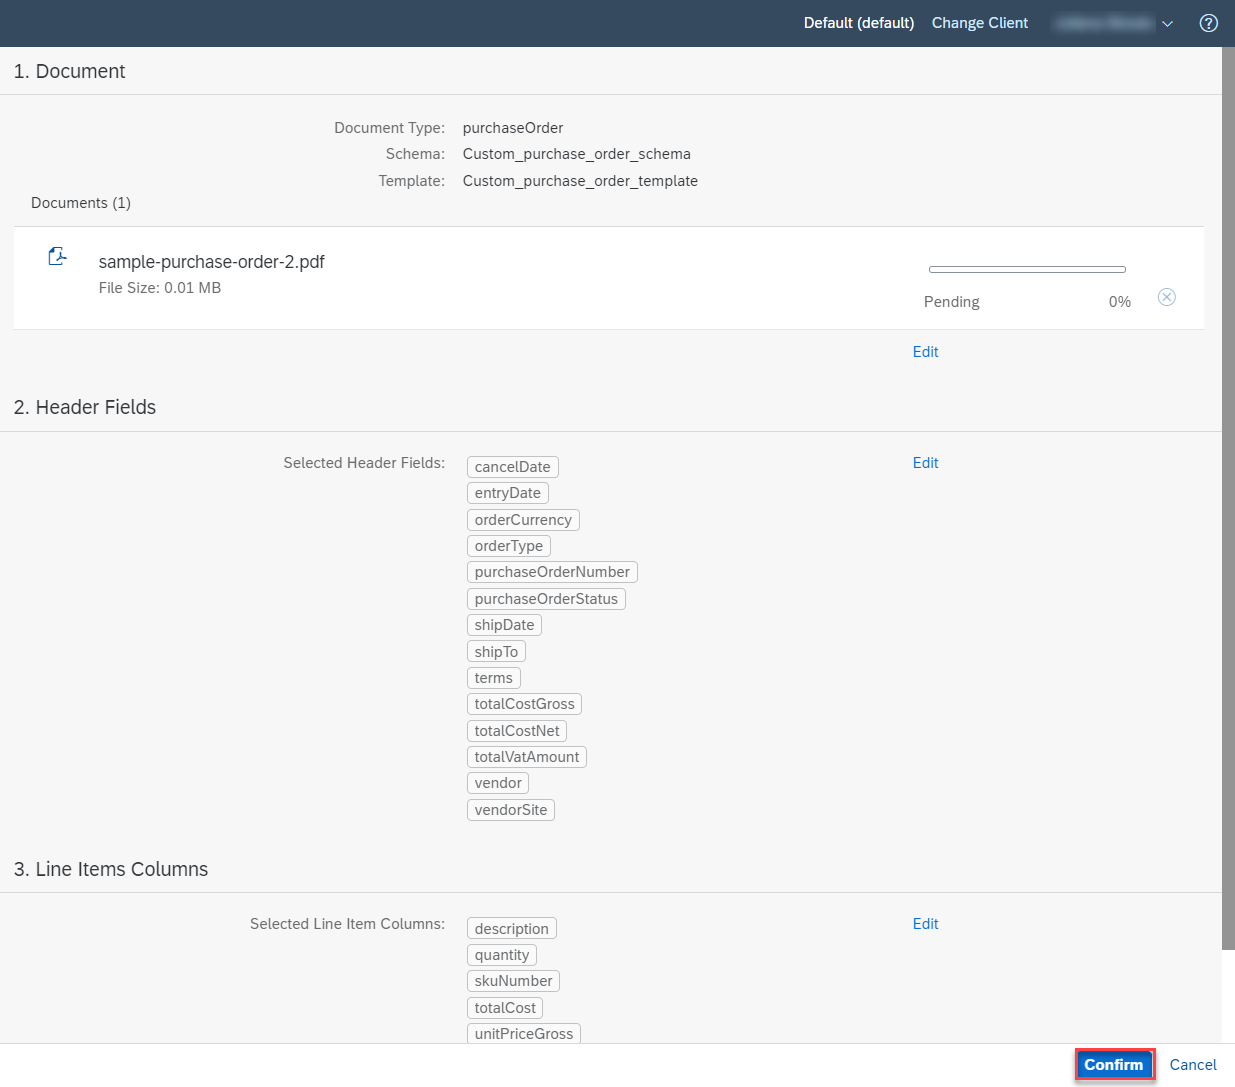 Default (default) Change Client
1. Document
Document Type: purchaseOrder
Schema: Custom_purchase_order_schema
Template: Custom_purchase_order_template
Documents (1)
sample-purchase-order-2.pdf
File Size: 0.01 MB
Pending 0%
Edit
2. Header Fields
Selected Header Fields: cancelDate Edit
entryDate
orderCurrency
orderType
purchaseOrderNumber
purchaseOrderStatus
shipDate
shipTo
terms
totalCostGross
totalCostNet
totalVatAmount
vendor
vendorSite
3. Line Items Columns
Selected Line Item Columns: description Edit
quantity
skuNumber
totalCost
unitPriceGross
Confirm Cancel